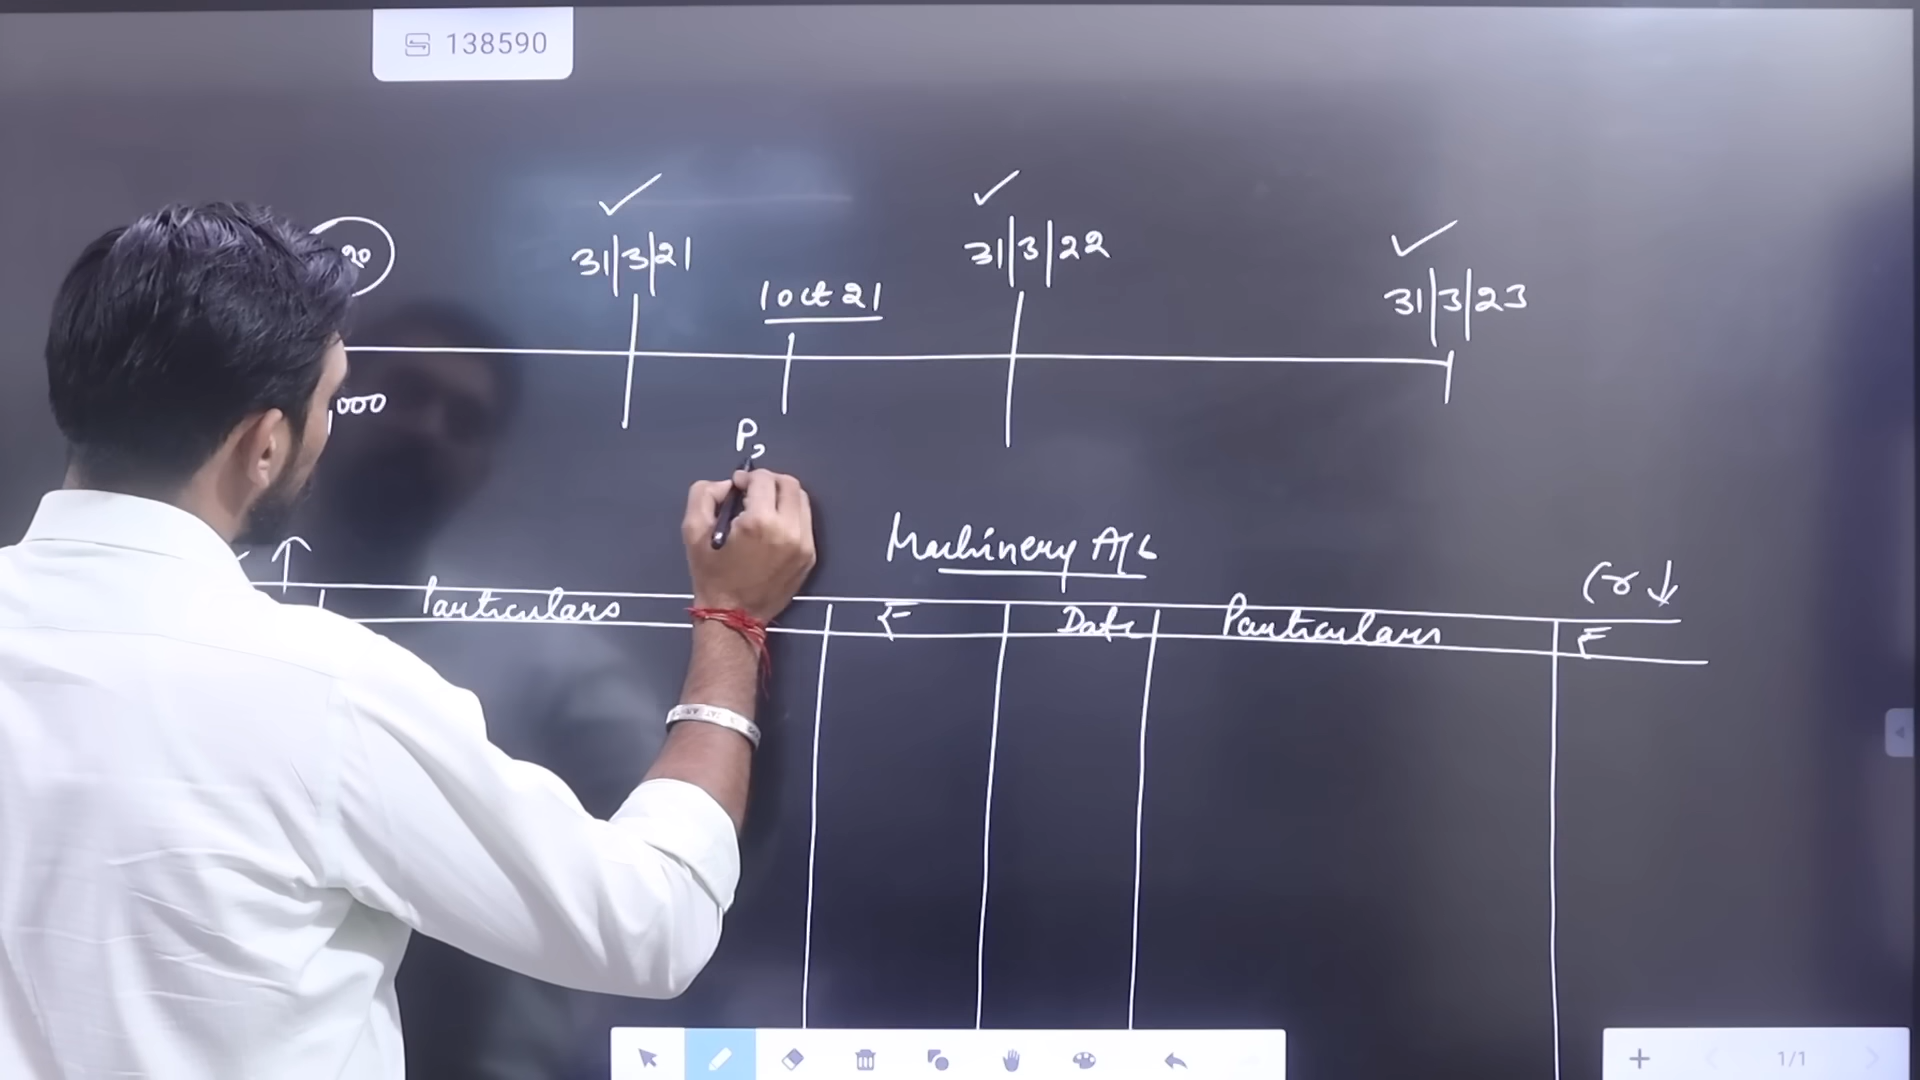 138590
20
31|3|21
1 oct 21
31|3|22
31|3|23
,000
P,
Machinery A/c
Cr ↓
Particulars ₹ Date Particulars ₹
1/1